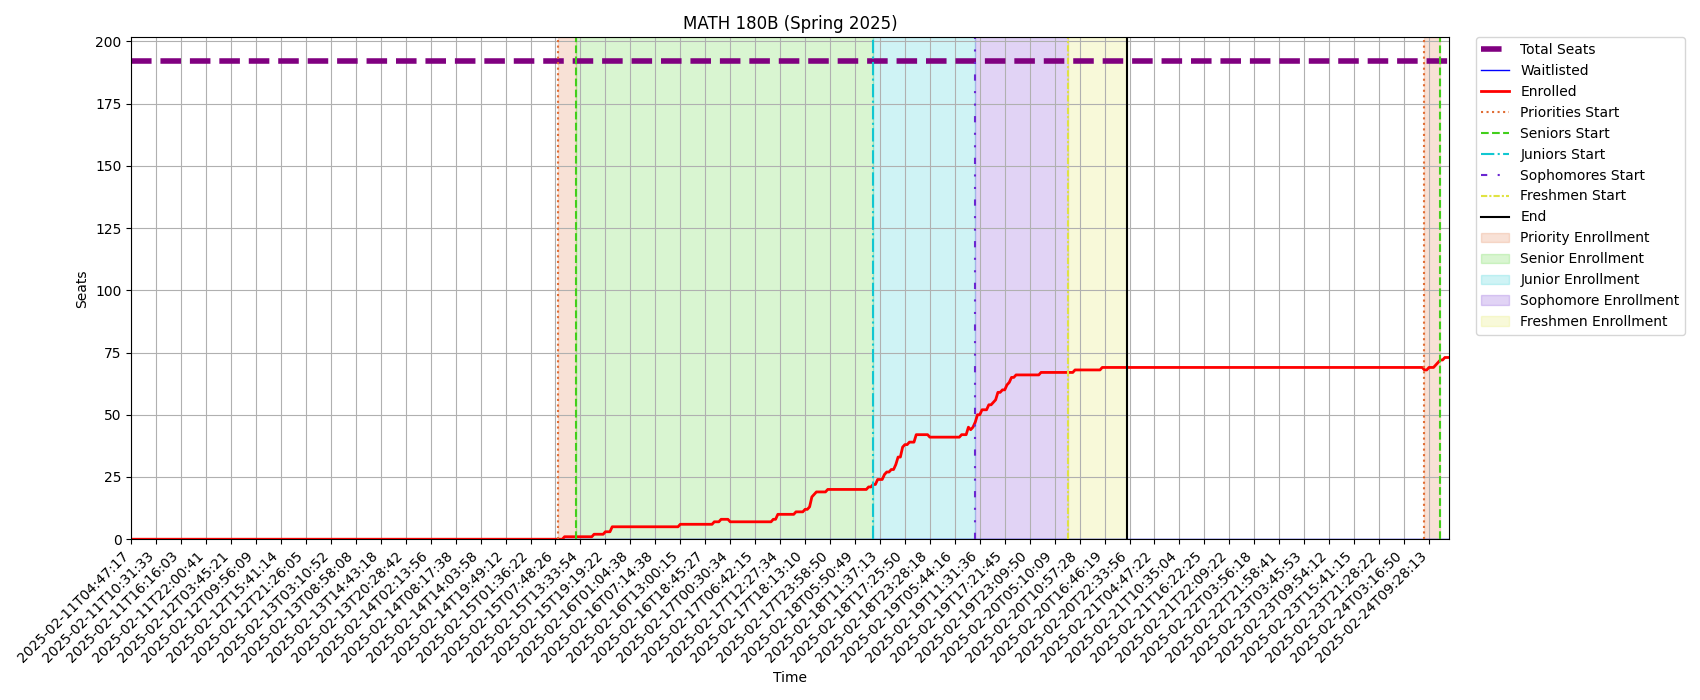 MATH 180B (Spring 2025)
200
175
150
125
100
75
50
25
0
Seats
2025-02-11T04:47:17
2025-02-11T10:31:33
2025-02-11T16:16:03
2025-02-11T22:00:41
2025-02-12T03:45:21
2025-02-12T09:56:09
2025-02-12T15:41:14
2025-02-12T21:26:05
2025-02-13T03:10:52
2025-02-13T08:58:08
2025-02-13T14:43:18
2025-02-13T20:28:42
2025-02-14T02:13:56
2025-02-14T08:17:38
2025-02-14T14:03:58
2025-02-14T19:49:12
2025-02-15T01:36:22
2025-02-15T07:48:26
2025-02-15T13:33:54
2025-02-15T19:19:22
2025-02-16T01:04:38
2025-02-16T07:14:38
2025-02-16T13:00:15
2025-02-16T18:45:27
2025-02-17T00:30:34
2025-02-17T06:42:15
2025-02-17T12:27:34
2025-02-17T18:13:10
2025-02-17T23:58:50
2025-02-18T05:50:49
2025-02-18T11:37:13
2025-02-18T17:25:50
2025-02-18T23:28:18
2025-02-19T05:44:16
2025-02-19T11:31:36
2025-02-19T17:21:45
2025-02-19T23:09:50
2025-02-20T05:10:09
2025-02-20T10:57:28
2025-02-20T16:46:19
2025-02-20T22:33:56
2025-02-21T04:47:22
2025-02-21T10:35:04
2025-02-21T16:22:25
2025-02-21T22:09:22
2025-02-22T03:56:18
2025-02-22T21:58:41
2025-02-23T03:45:53
2025-02-23T09:54:12
2025-02-23T15:41:15
2025-02-23T21:28:22
2025-02-24T03:16:50
2025-02-24T09:28:13
Time
Total Seats
Waitlisted
Enrolled
Priorities Start
Seniors Start
Juniors Start
Sophomores Start
Freshmen Start
End
Priority Enrollment
Senior Enrollment
Junior Enrollment
Sophomore Enrollment
Freshmen Enrollment